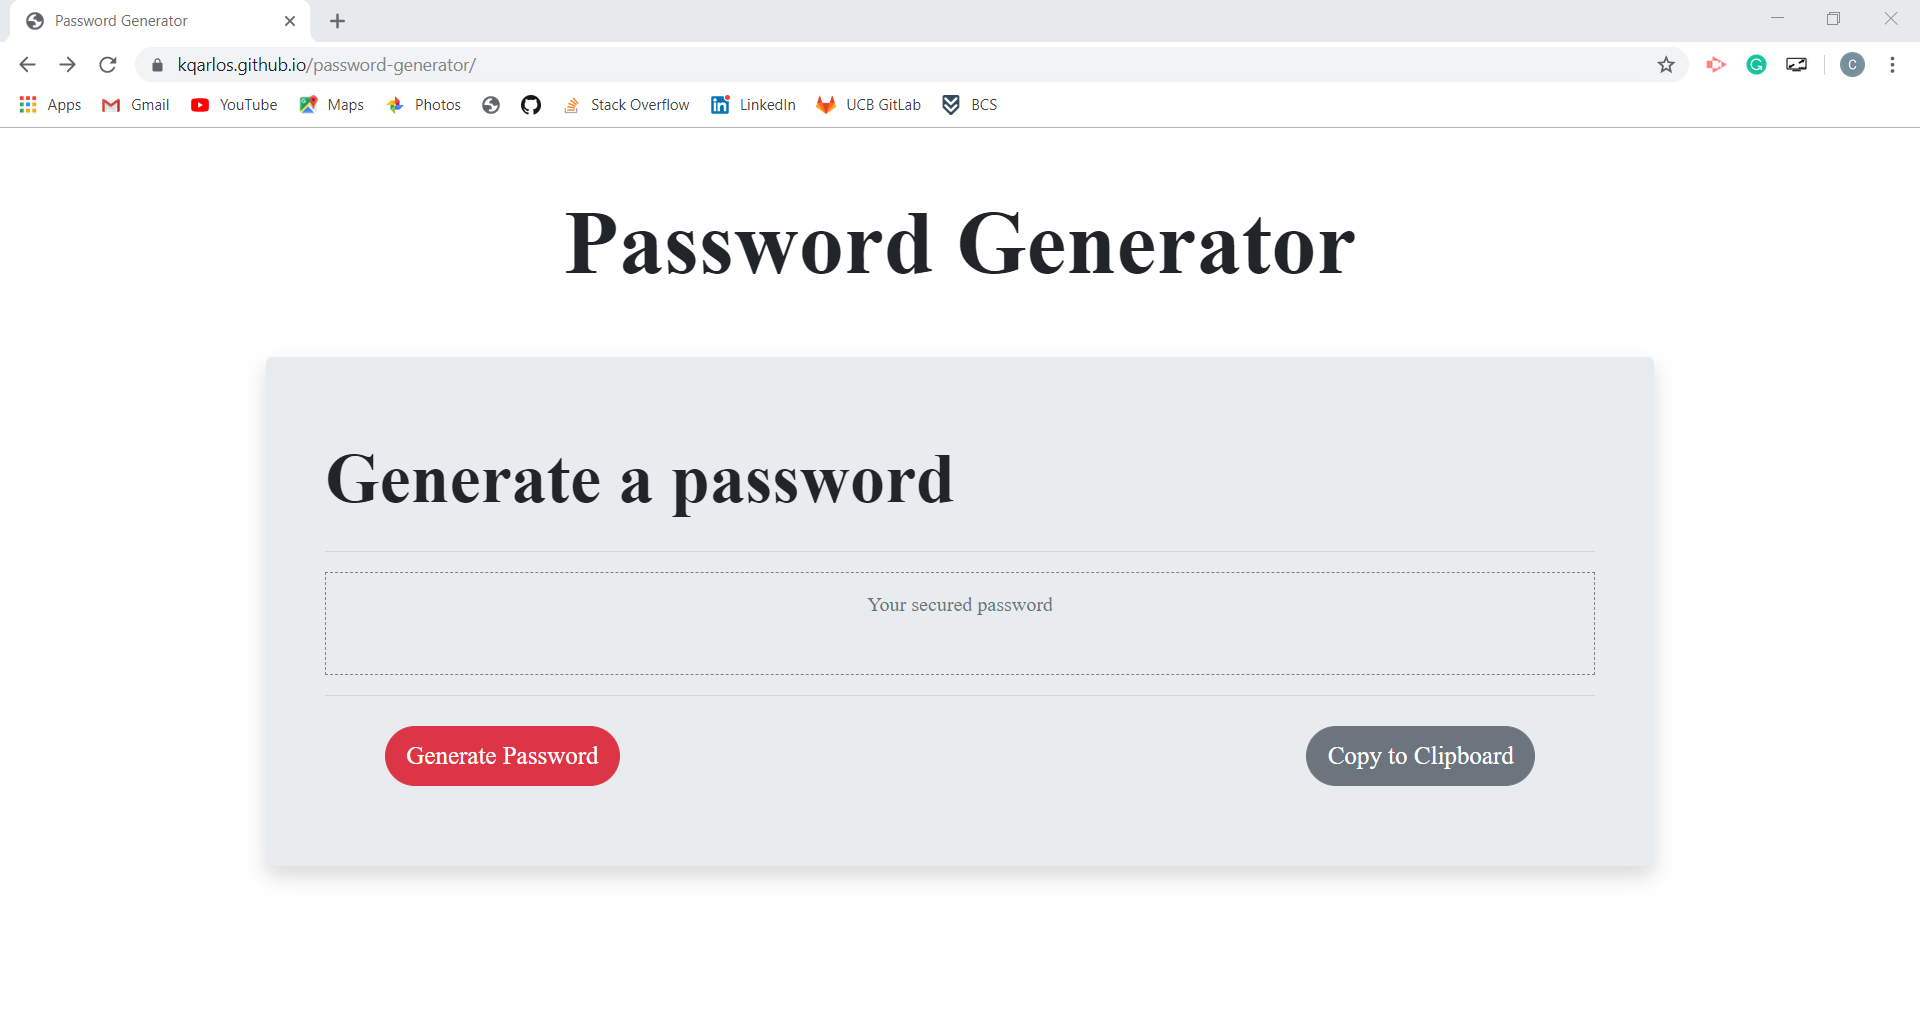 Password Generator
kqarlos.github.io/password-generator/
C
Apps Gmail YouTube Maps Photos Stack Overflow LinkedIn UCB GitLab BCS
Password Generator
Generate a password
Your secured password
Generate Password Copy to Clipboard